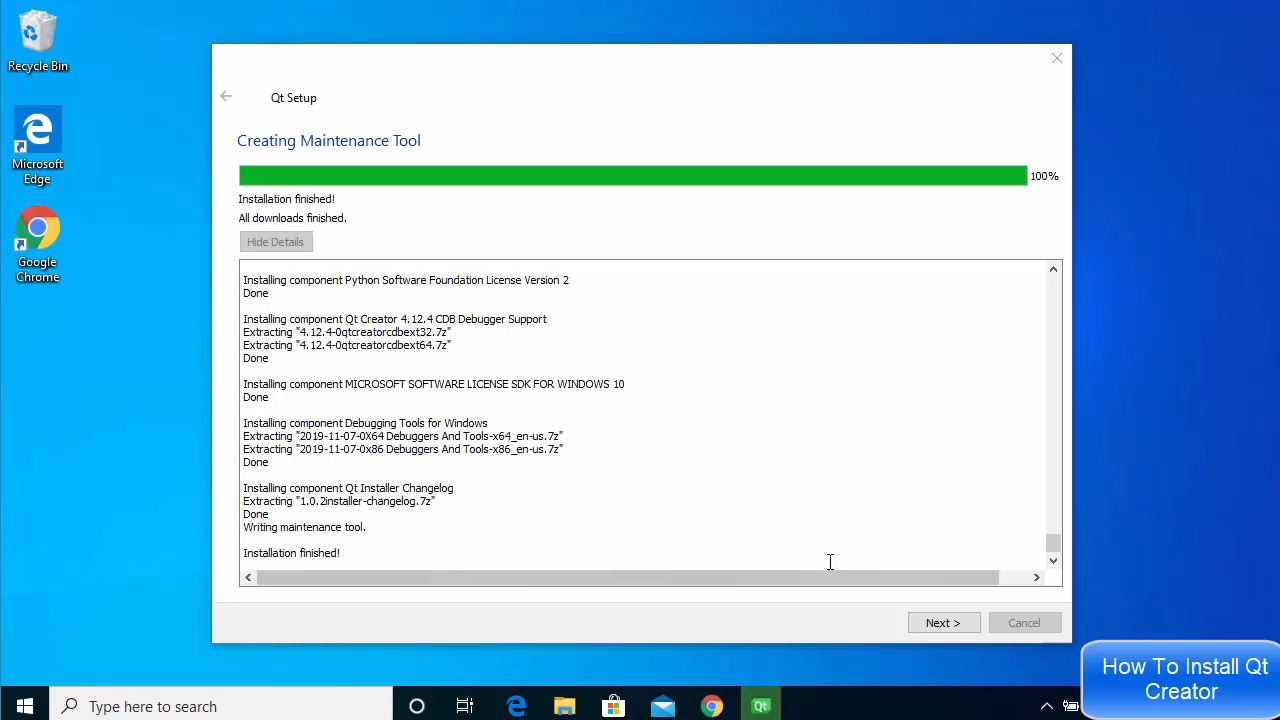 Recycle Bin
Microsoft
Edge
Google
Chrome
Qt Setup
Creating Maintenance Tool
100%
Installation finished!
All downloads finished.
Hide Details
Installing component Python Software Foundation License Version 2
Done
Installing component Qt Creator 4.12.4 CDB Debugger Support
Extracting "4.12.4-0qtcreatorcdbext32.7z"
Extracting "4.12.4-0qtcreatorcdbext64.7z"
Done
Installing component MICROSOFT SOFTWARE LICENSE SDK FOR WINDOWS 10
Done
Installing component Debugging Tools for Windows
Extracting "2019-11-07-0X64 Debuggers And Tools-x64_en-us.7z"
Extracting "2019-11-07-0x86 Debuggers And Tools-x86_en-us.7z"
Done
Installing component Qt Installer Changelog
Extracting "1.0.2installer-changelog.7z"
Done
Writing maintenance tool.
Installation finished!
Next >
Cancel
How To Install Qt
Creator
Type here to search
Qt